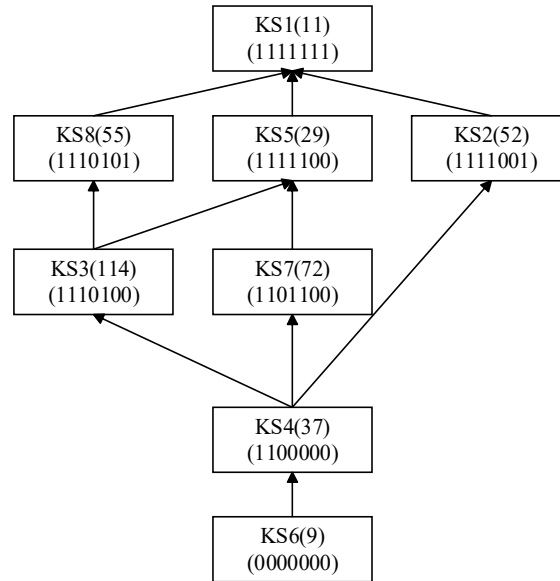 KS1(11)
(1111111)
KS8(55)
(1110101)
KS5(29)
(1111100)
KS2(52)
(1111001)
KS3(114)
(1110100)
KS7(72)
(1101100)
KS4(37)
(1100000)
KS6(9)
(0000000)